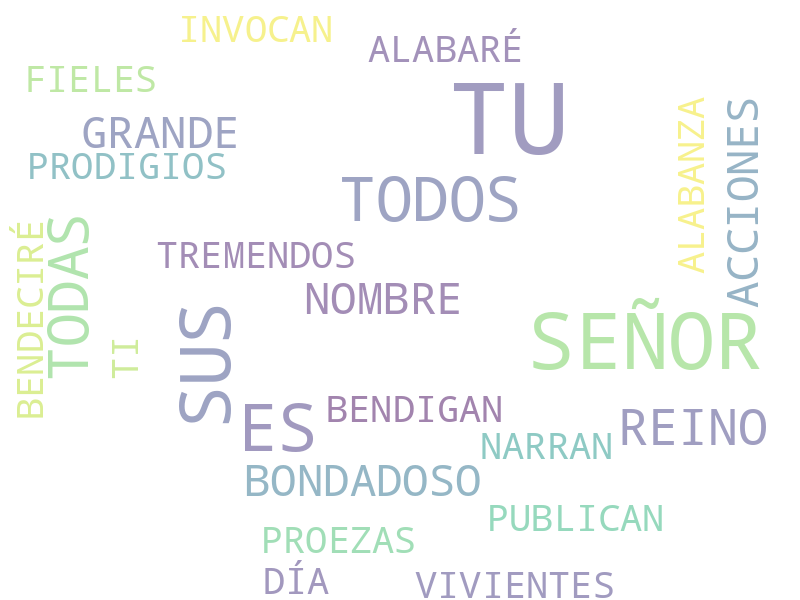 INVOCAN
ALABARÉ
FIELES
TU
GRANDE
PRODIGIOS
ALABANZA
ACCIONES
TODOS
TODAS
BENDECIRÉ
TREMENDOS
NOMBRE
SUS
TI
SEÑOR
ES
BENDIGAN
REINO
NARRAN
BONDADOSO
PUBLICAN
PROEZAS
DÍA
VIVIENTES